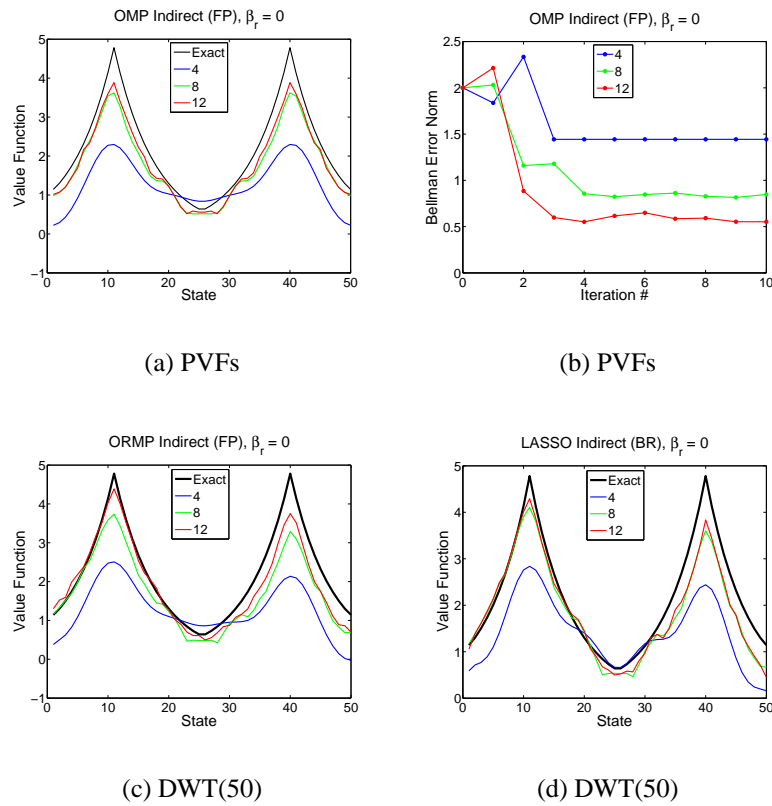 OMP Indirect (FP), βr = 0
5
4
3
2
1
0
−1
0 10 20 30 40 50
Value Function
State
Exact
4
8
12
(a) PVFs
OMP Indirect (FP), βr = 0
2.5
2
1.5
1
0.5
0
0 2 4 6 8 10
Bellman Error Norm
Iteration #
4
8
12
(b) PVFs
ORMP Indirect (FP), βr = 0
5
4
3
2
1
0
−1
0 10 20 30 40 50
Value Function
State
Exact
4
8
12
(c) DWT(50)
LASSO Indirect (BR), βr = 0
5
4
3
2
1
0
0 10 20 30 40 50
Value Function
State
Exact
4
8
12
(d) DWT(50)